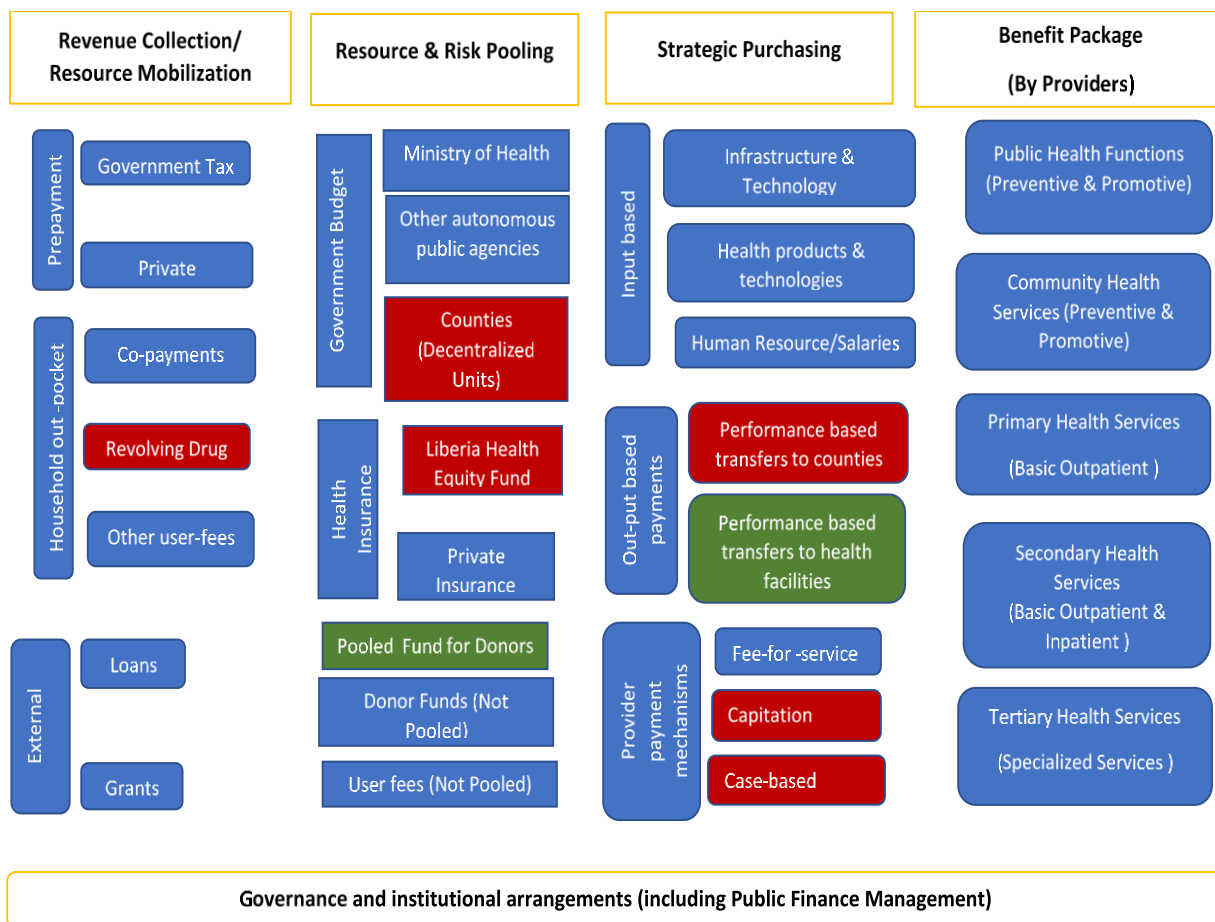 Revenue Collection/
Resource Mobilization
Resource & Risk Pooling
Strategic Purchasing
Benefit Package
(By Providers)
Prepayment
Government Tax
Private
Household out -pocket
Co-payments
Revolving Drug
Other user-fees
External
Loans
Grants
Government Budget
Ministry of Health
Other autonomous
public agencies
Counties
(Decentralized
Units)
Health
Insurance
Liberia Health
Equity Fund
Private
Insurance
Pooled Fund for Donors
Donor Funds (Not
Pooled)
User fees (Not Pooled)
Input based
Infrastructure &
Technology
Health products &
technologies
Human Resource/Salaries
Out-put based
payments
Performance based
transfers to counties
Performance based
transfers to health
facilities
Provider
payment
mechanisms
Fee-for -service
Capitation
Case-based
Public Health Functions
(Preventive & Promotive)
Community Health
Services (Preventive &
Promotive)
Primary Health Services
(Basic Outpatient )
Secondary Health
Services
(Basic Outpatient &
Inpatient )
Tertiary Health Services
(Specialized Services )
Governance and institutional arrangements (including Public Finance Management)